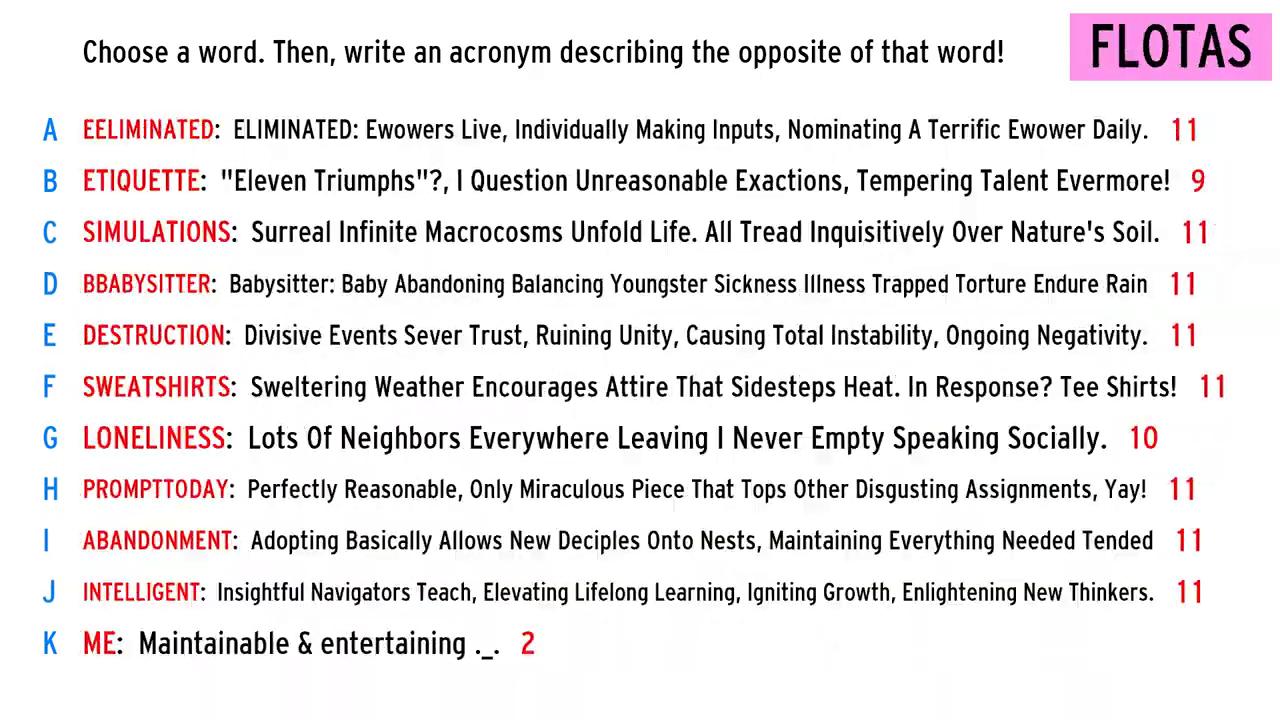 Choose a word. Then, write an acronym describing the opposite of that word!
FLOTAS
A EELIMINATED: ELIMINATED: Ewowers Live, Individually Making Inputs, Nominating A Terrific Ewower Daily. 11
B ETIQUETTE: "Eleven Triumphs"?, I Question Unreasonable Exactions, Tempering Talent Evermore! 9
C SIMULATIONS: Surreal Infinite Macrocosms Unfold Life. All Tread Inquisitively Over Nature's Soil. 11
D BBABYSITTER: Babysitter: Baby Abandoning Balancing Youngster Sickness Illness Trapped Torture Endure Rain 11
E DESTRUCTION: Divisive Events Sever Trust, Ruining Unity, Causing Total Instability, Ongoing Negativity. 11
F SWEATSHIRTS: Sweltering Weather Encourages Attire That Sidesteps Heat. In Response? Tee Shirts! 11
G LONELINESS: Lots Of Neighbors Everywhere Leaving I Never Empty Speaking Socially. 10
H PROMPTTODAY: Perfectly Reasonable, Only Miraculous Piece That Tops Other Disgusting Assignments, Yay! 11
I ABANDONMENT: Adopting Basically Allows New Deciples Onto Nests, Maintaining Everything Needed Tended 11
J INTELLIGENT: Insightful Navigators Teach, Elevating Lifelong Learning, Igniting Growth, Enlightening New Thinkers. 11
K ME: Maintainable & entertaining ._. 2